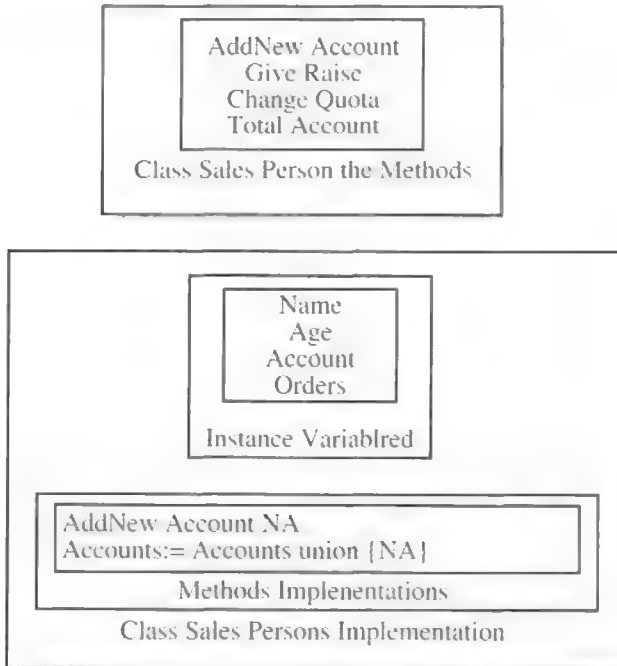 AddNew Account
Give Raise
Change Quota
Total Account
Class Sales Person the Methods
Name
Age
Account
Orders
Instance Variablred
AddNew Account NA
Accounts:= Accounts union {NA}
Methods Implenentations
Class Sales Persons Implementation